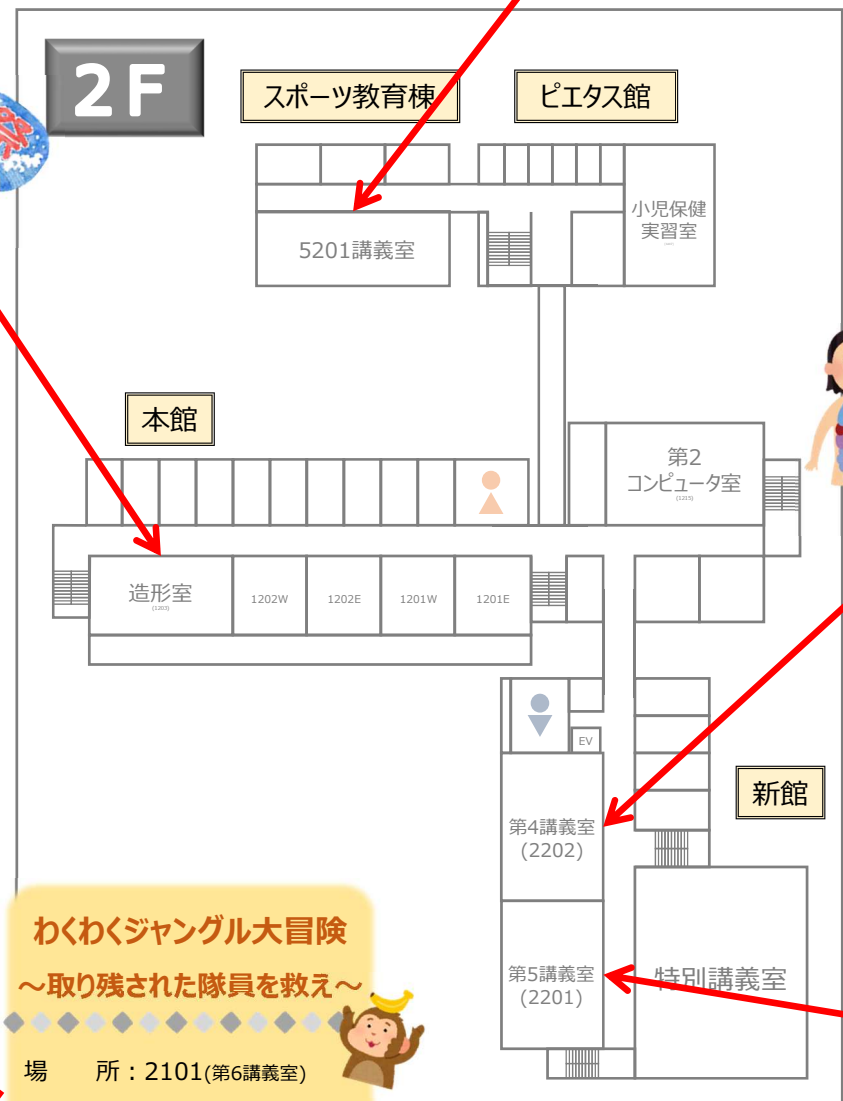 2F
スポーツ教育棟
ピエタス館
小児保健
実習室
5201講義室
本館
第2
コンピュータ室
(1215)
造形室
(1203)
1202W
1202E
1201W
1201E
EV
第4講義室
(2202)
新館
第5講義室
(2201)
特別講義室
わくわくジャングル大冒険
～取り残された隊員を救え～
場　　所：2101(第6講義室)